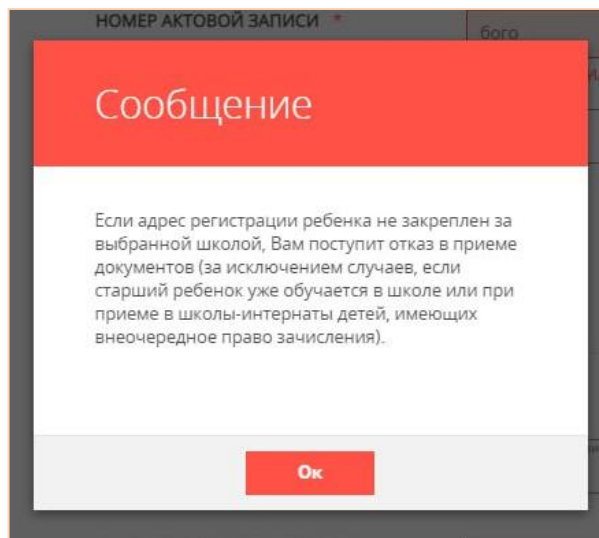 НОМЕР АКТОВОЙ ЗАПИСИ *
бого
Сообщение
Если адрес регистрации ребенка не закреплен за
выбранной школой, Вам поступит отказ в приеме
документов (за исключением случаев, если
старший ребенок уже обучается в школе или при
приеме в школы-интернаты детей, имеющих
внеочередное право зачисления).
Ок